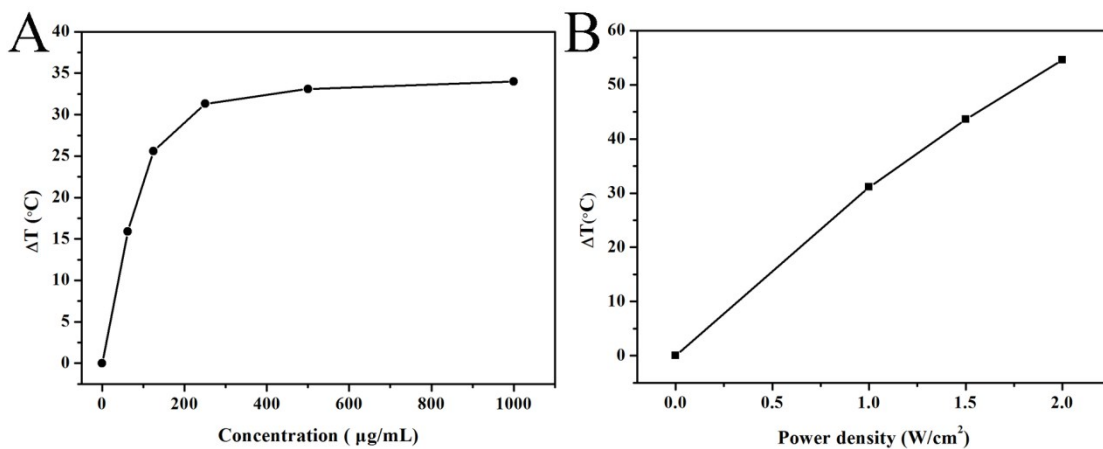 A
40
35
30
25
20
15
10
5
0
ΔT (°C)
0 200 400 600 800 1000
Concentration ( µg/mL)
B
60
50
40
30
20
10
0
ΔT(°C)
0.0 0.5 1.0 1.5 2.0
Power density (W/cm²)